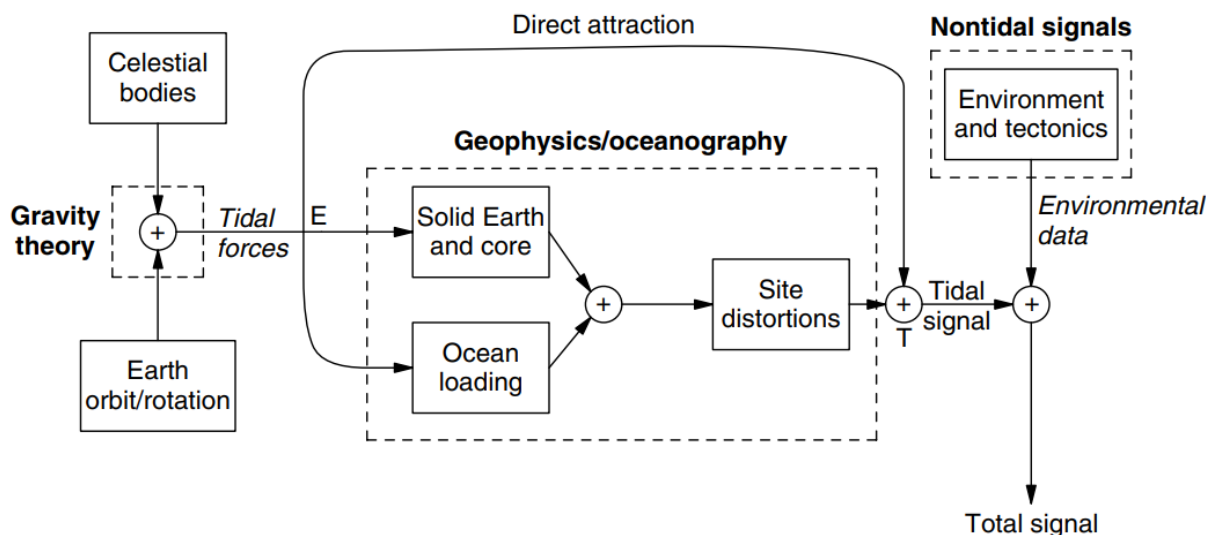 Direct attraction
Nontidal signals
Celestial
bodies
Environment
and tectonics
Geophysics/oceanography
Gravity
theory
+
Tidal
forces
E
Solid Earth
and core
Environmental
data
+
Site
distortions
+
T
Tidal
signal
+
Ocean
loading
Earth
orbit/rotation
Total signal